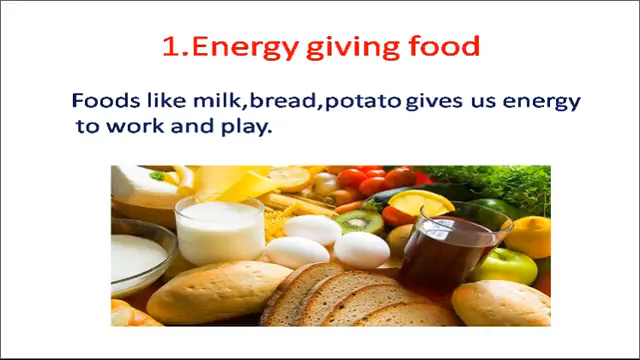 1.Energy giving food
Foods like milk,bread,potato gives us energy
to work and play.